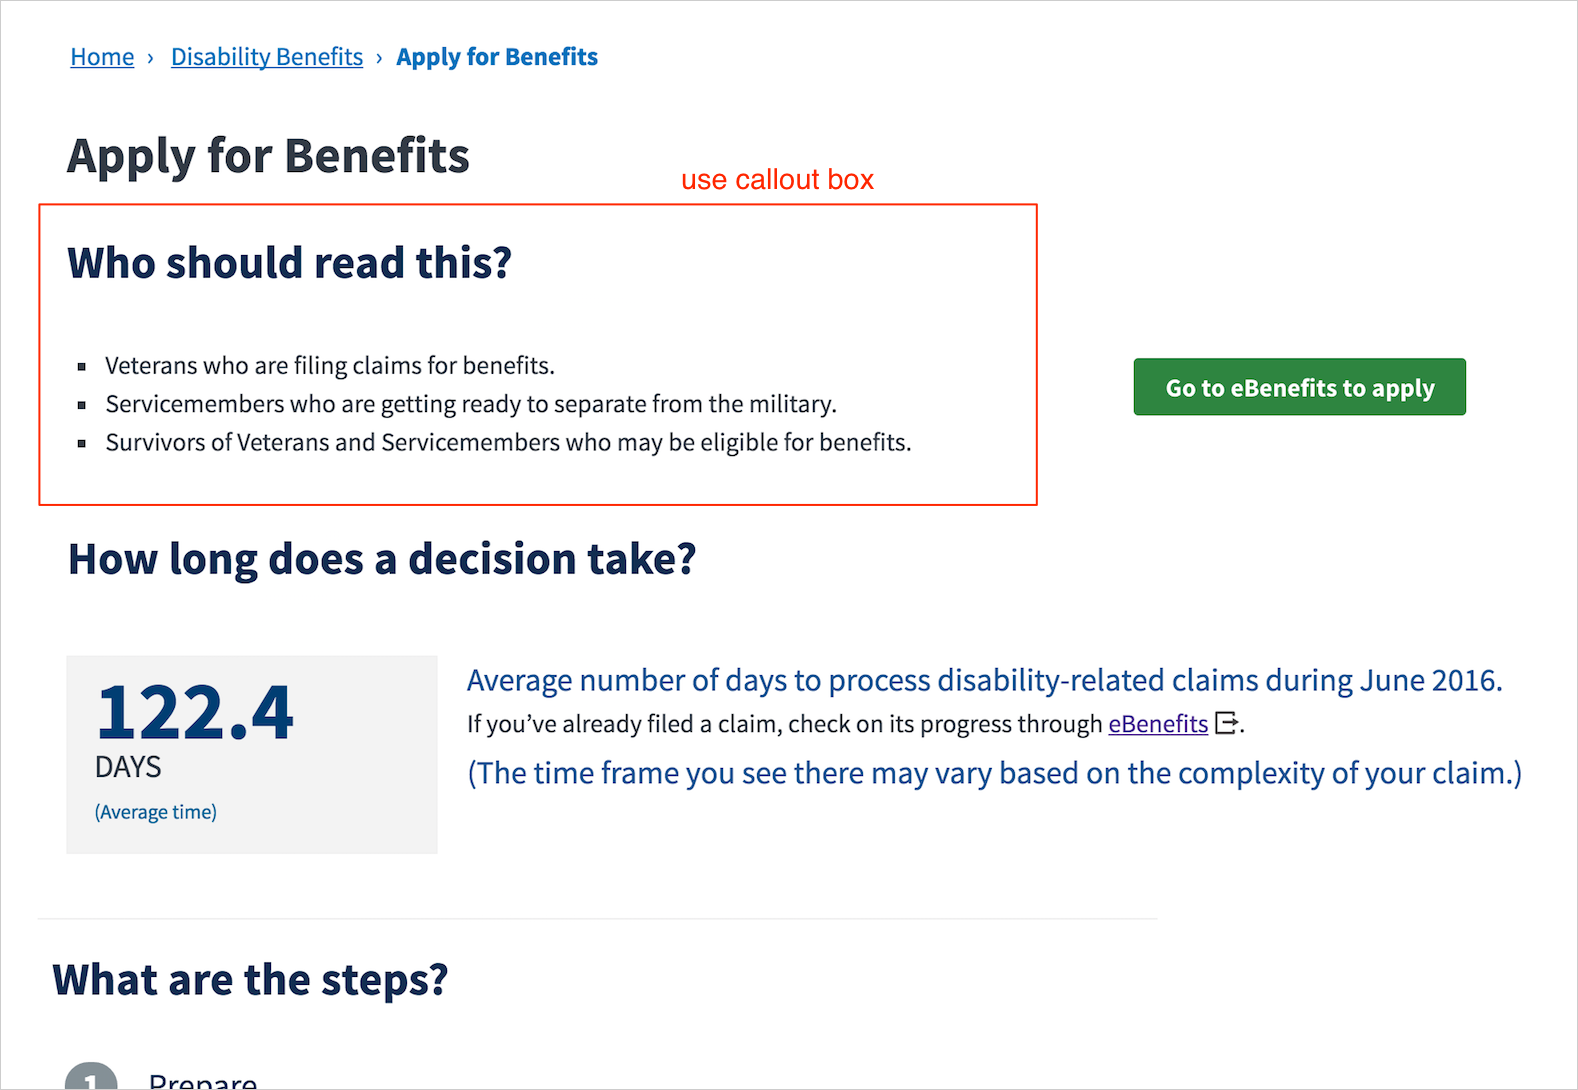 Home › Disability Benefits › Apply for Benefits
Apply for Benefits
use callout box
Who should read this?
Veterans who are filing claims for benefits.
Servicemembers who are getting ready to separate from the military.
Survivors of Veterans and Servicemembers who may be eligible for benefits.
Go to eBenefits to apply
How long does a decision take?
122.4
DAYS
(Average time)
Average number of days to process disability-related claims during June 2016.
If you’ve already filed a claim, check on its progress through eBenefits.
(The time frame you see there may vary based on the complexity of your claim.)
What are the steps?
1 Prepare